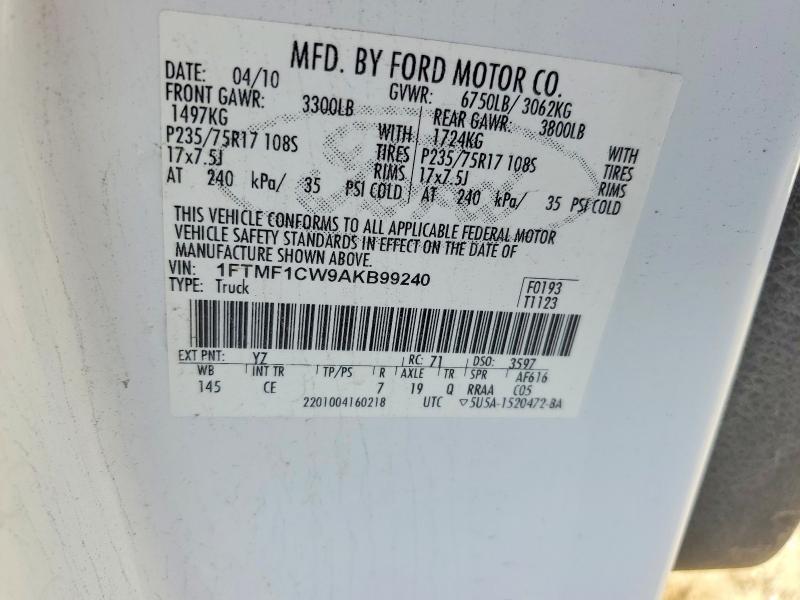 MFD. BY FORD MOTOR CO.
DATE: 04/10 GVWR: 6750LB/ 3062KG
FRONT GAWR: 3300LB REAR GAWR: 3800LB
1497KG WITH 1724KG WITH
P235/75R17 108S TIRES P235/75R17 108S TIRES
17x7.5J RIMS 17x7.5J RIMS
AT 240 kPa/ 35 PSI COLD AT 240 kPa/ 35 PSI COLD
THIS VEHICLE CONFORMS TO ALL APPLICABLE FEDERAL MOTOR
VEHICLE SAFETY STANDARDS IN EFFECT ON THE DATE OF
MANUFACTURE SHOWN ABOVE.
VIN: 1FTMF1CW9AKB99240 F0193
TYPE: Truck T1123
EXT PNT: YZ RC: 71 DSO: 3S97
WB INT TR TP/PS R AXLE TR SPR AF616
145 CE 7 19 Q RRAA C05
2201004160218 UTC ▽5U5A-1520472-BA